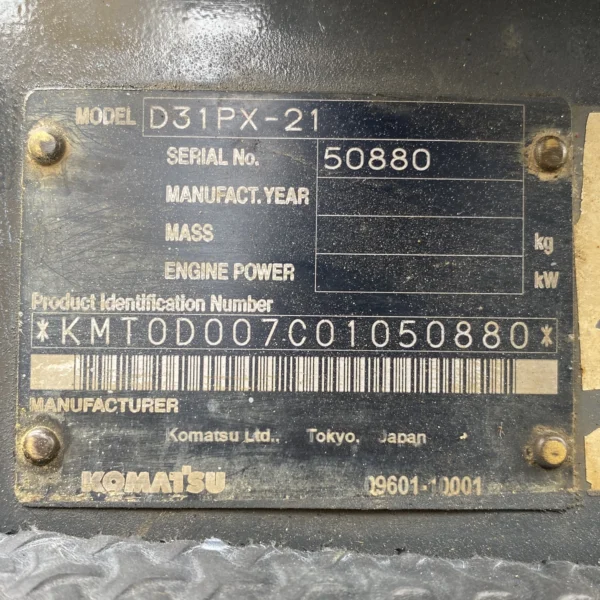 MODEL D31PX-21
SERIAL No. 50880
MANUFACT.YEAR
MASS kg
ENGINE POWER kW
Product Identification Number
*KMT0D007C01050880*
MANUFACTURER
Komatsu Ltd., Tokyo, Japan
KOMATSU 09601-10001